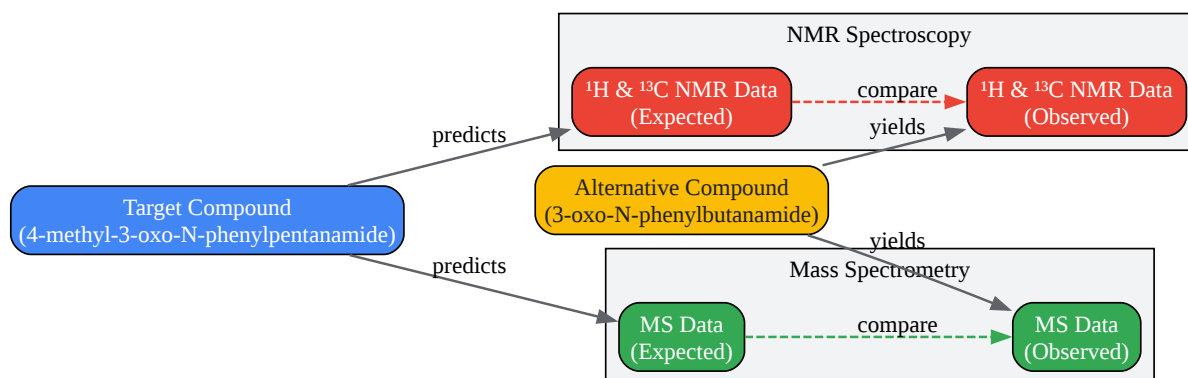 NMR Spectroscopy
¹H & ¹³C NMR Data
(Expected)
compare
¹H & ¹³C NMR Data
(Observed)
predicts
yields
Target Compound
(4-methyl-3-oxo-N-phenylpentanamide)
Alternative Compound
(3-oxo-N-phenylbutanamide)
predicts
yields
Mass Spectrometry
MS Data
(Expected)
compare
MS Data
(Observed)